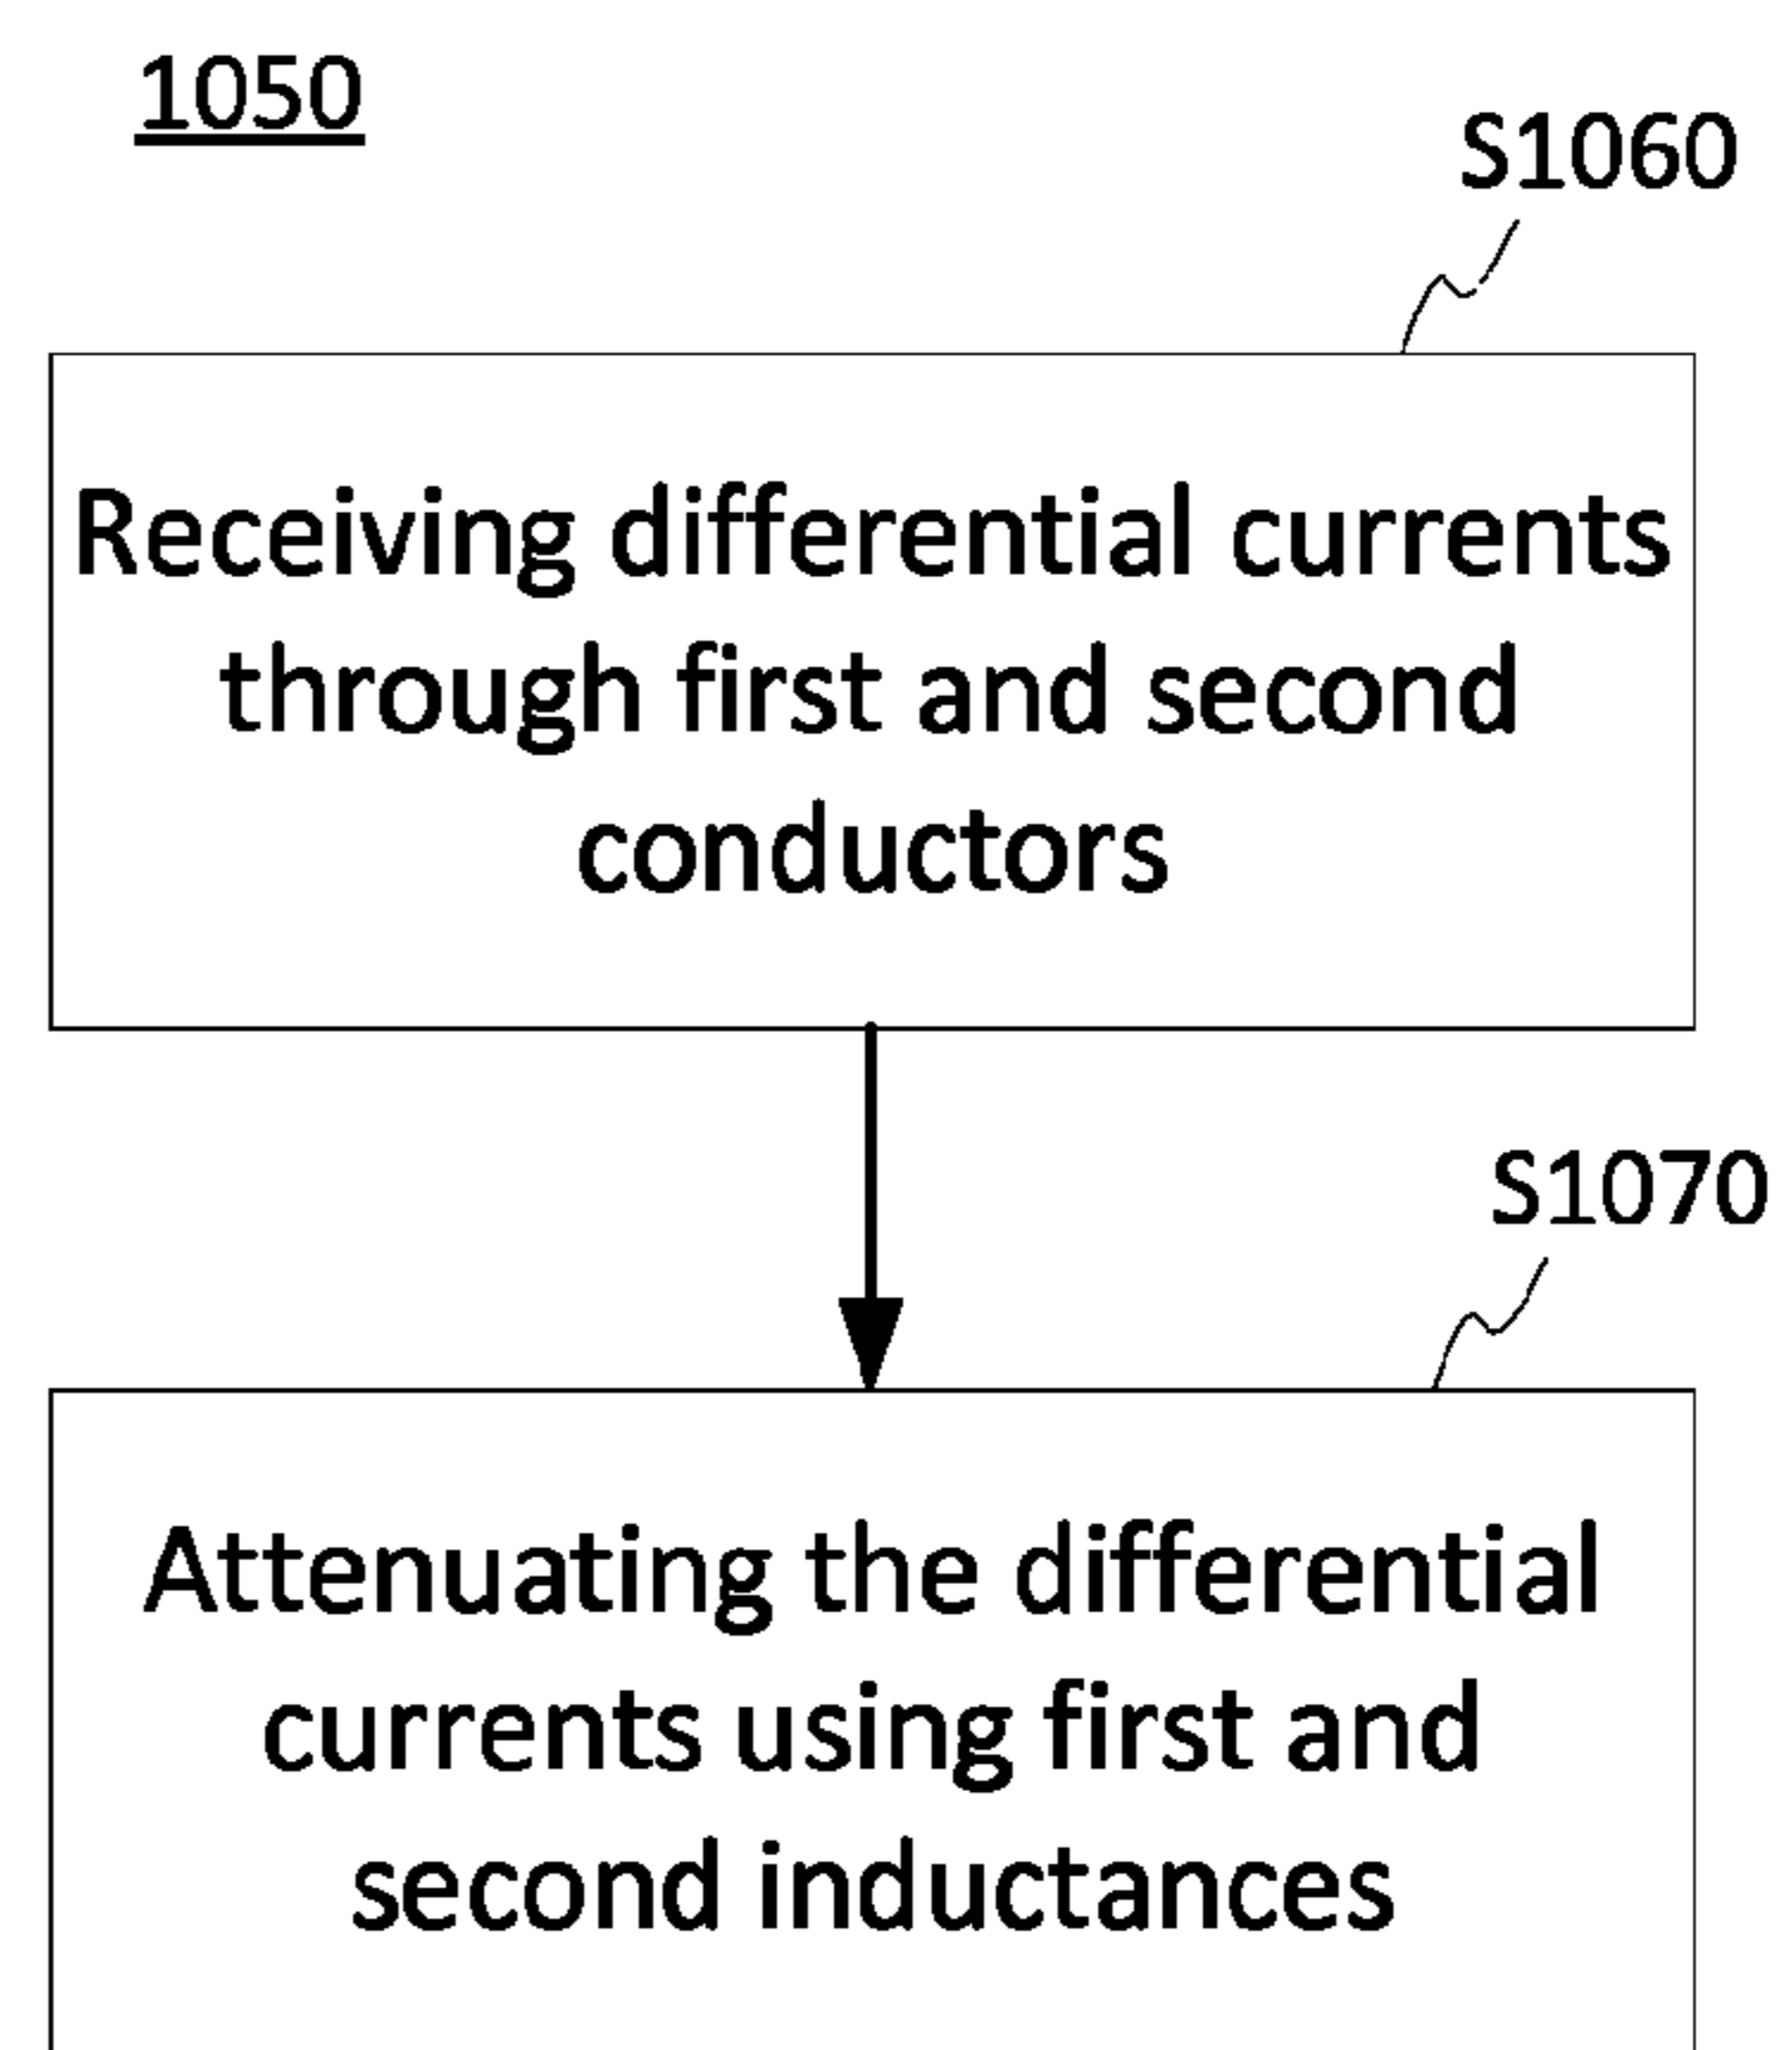 1050
S1060
Receiving differential currents
through first and second
conductors
S1070
Attenuating the differential
currents using first and
second inductances